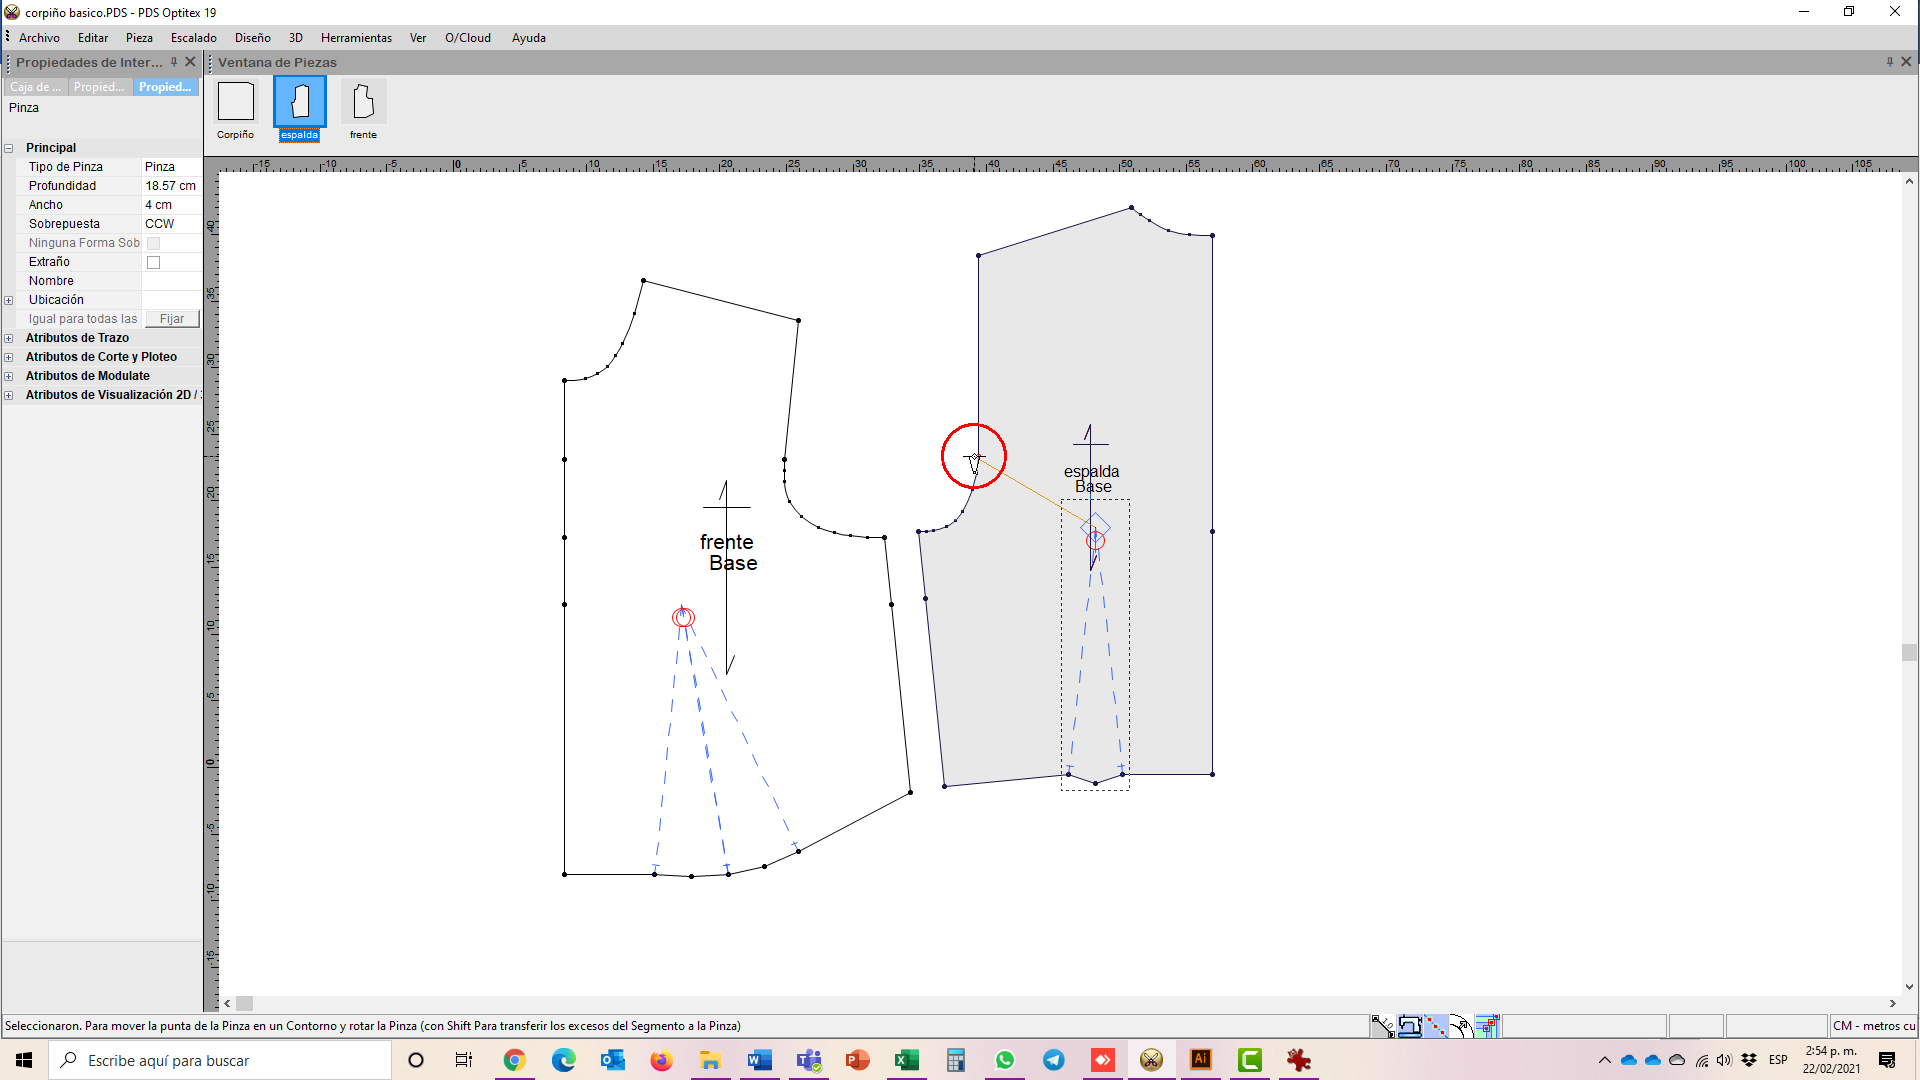 corpiño basico.PDS - PDS Optitex 19
Archivo Editar Pieza Escalado Diseño 3D Herramientas Ver O/Cloud Ayuda
Propiedades de Inter...
Ventana de Piezas
Caja de ... Propied... Propied...
Pinza
Corpiño espalda frente
Principal
Tipo de Pinza Pinza
Profundidad 18.57 cm
Ancho 4 cm
Sobrepuesta CCW
Ninguna Forma Sob
Extraño
Nombre
Ubicación
Igual para todas las Fijar
Atributos de Trazo
Atributos de Corte y Ploteo
Atributos de Modulate
Atributos de Visualización 2D /
-15 -10 -5 0 5 10 15 20 25 30 35 40 45 50 55 60 65 70 75 80 85 90 95 100 105
40
35
30
25
20
15
10
5
0
-5
-10
-15
espalda
Base
frente
Base
Seleccionaron. Para mover la punta de la Pinza en un Contorno y rotar la Pinza (con Shift Para transferir los excesos del Segmento a la Pinza)
CM - metros cu
Escribe aquí para buscar
ESP
2:54 p. m.
22/02/2021